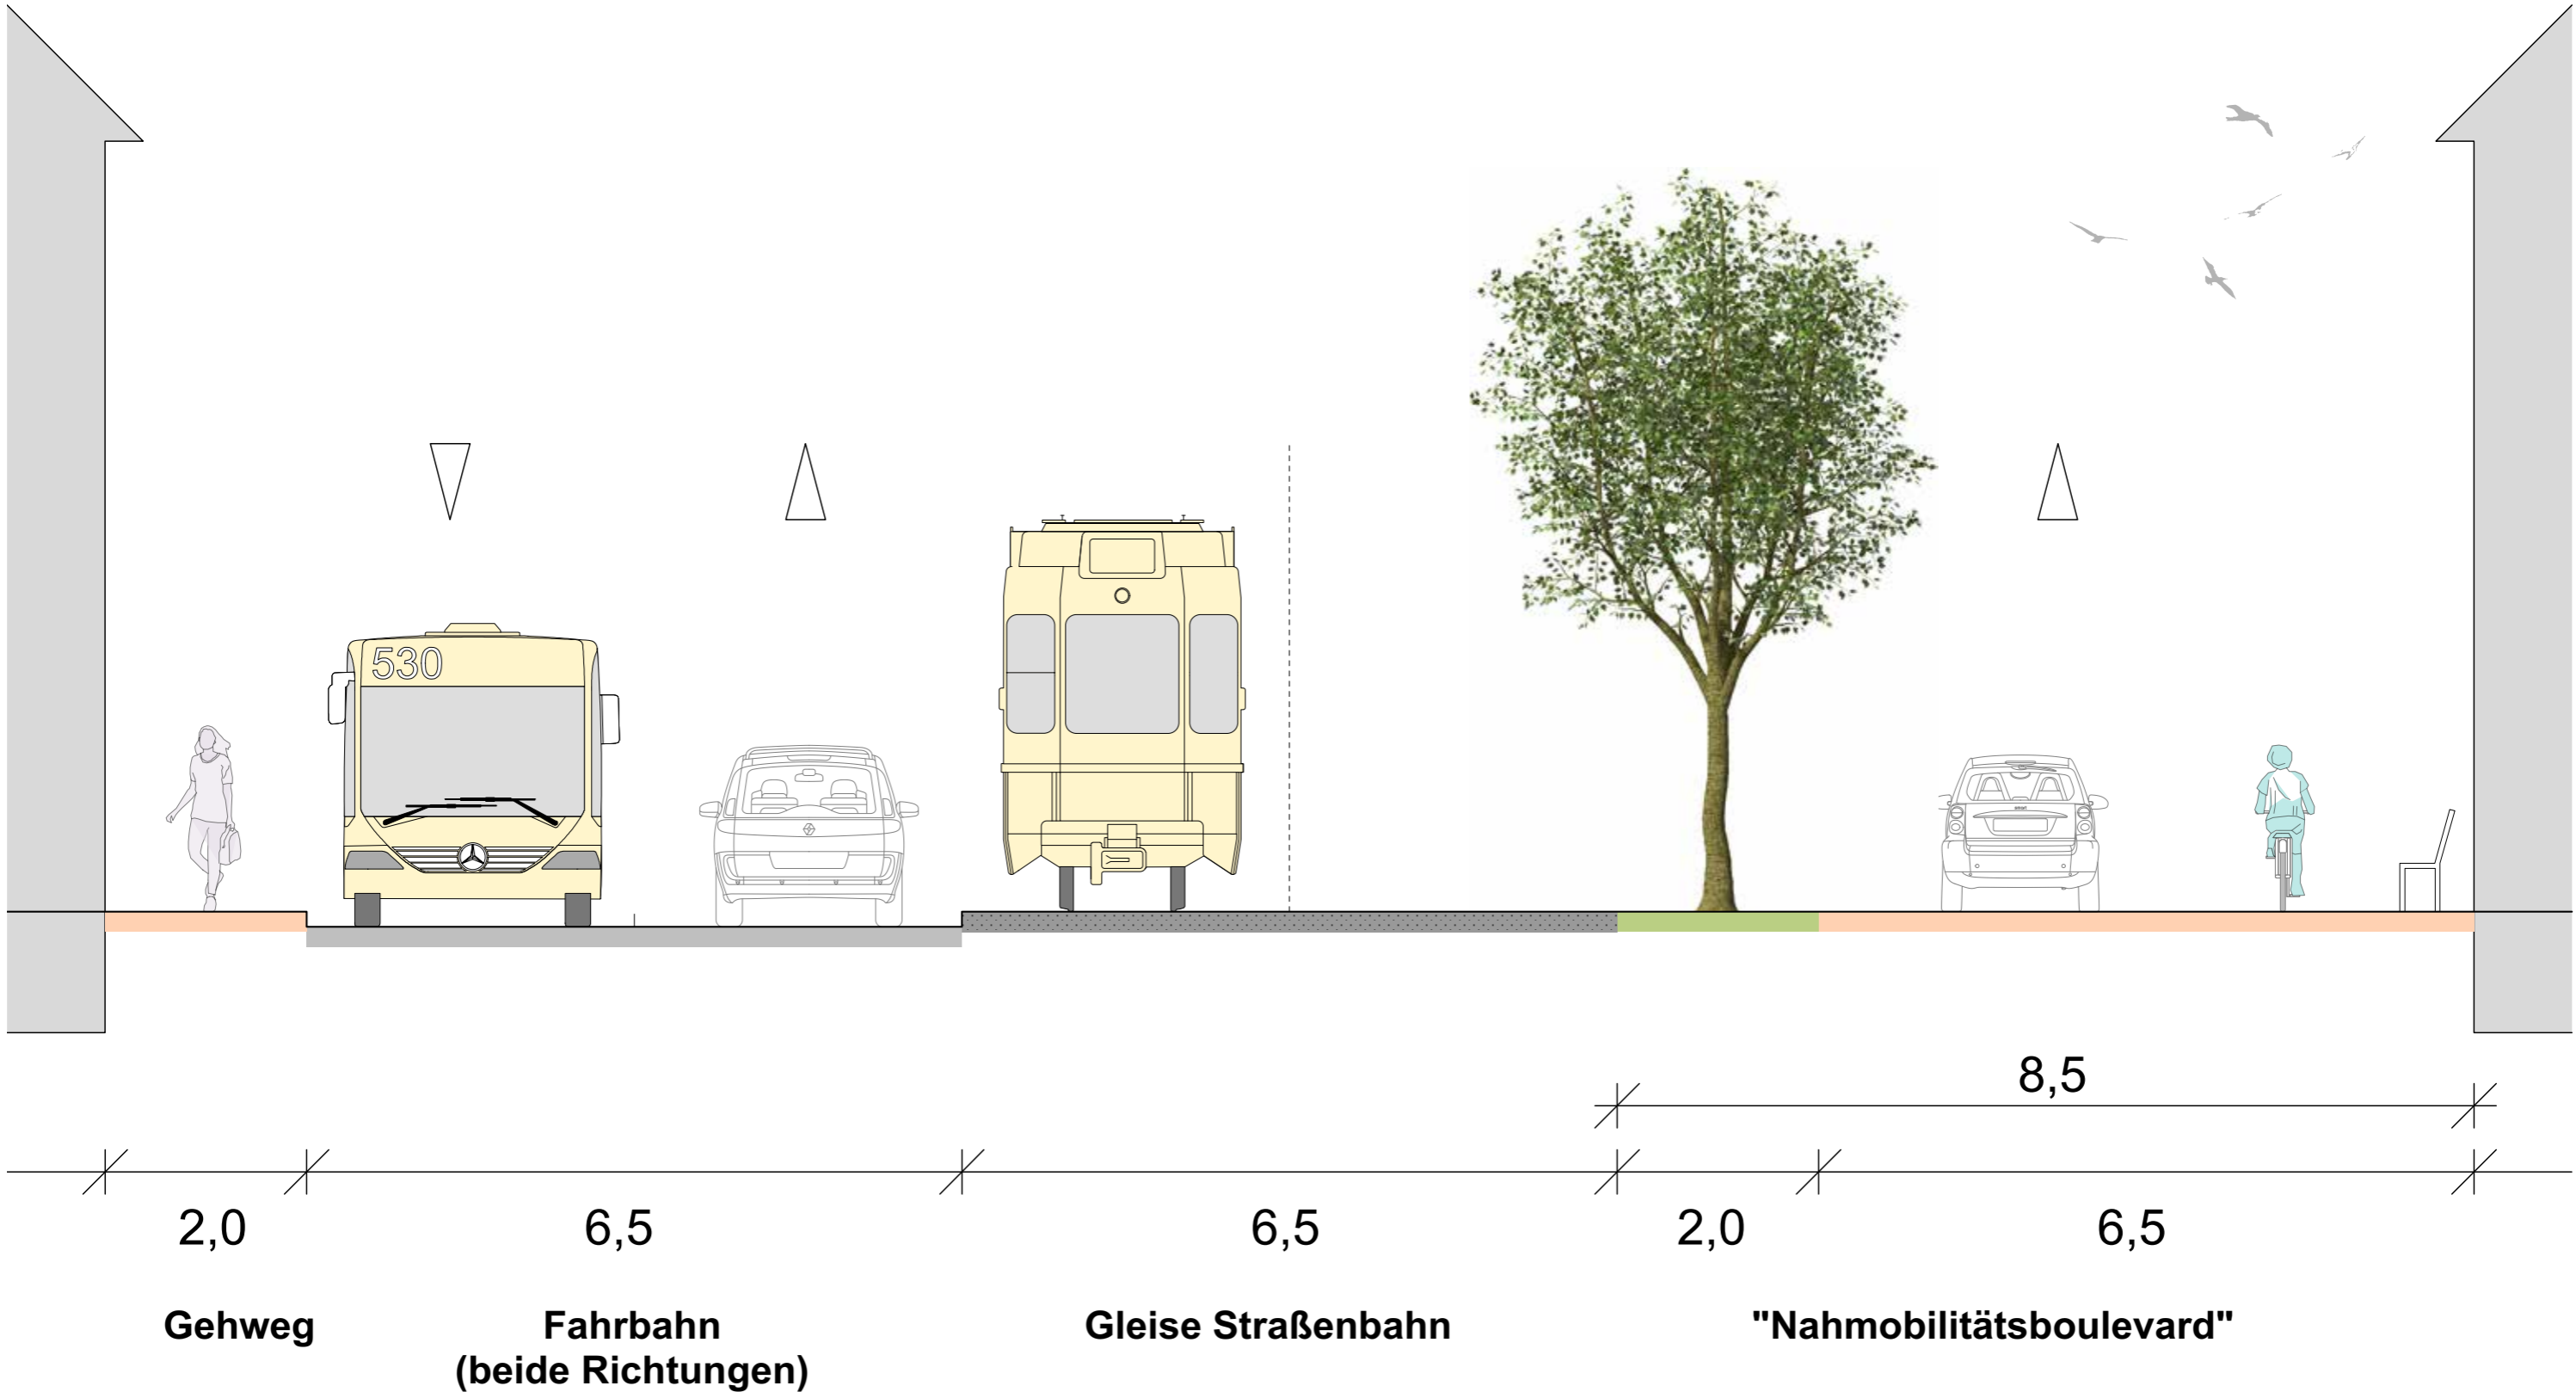 530
8,5
2,0
6,5
6,5
2,0
6,5
Gehweg
Fahrbahn
(beide Richtungen)
Gleise Straßenbahn
"Nahmobilitätsboulevard"